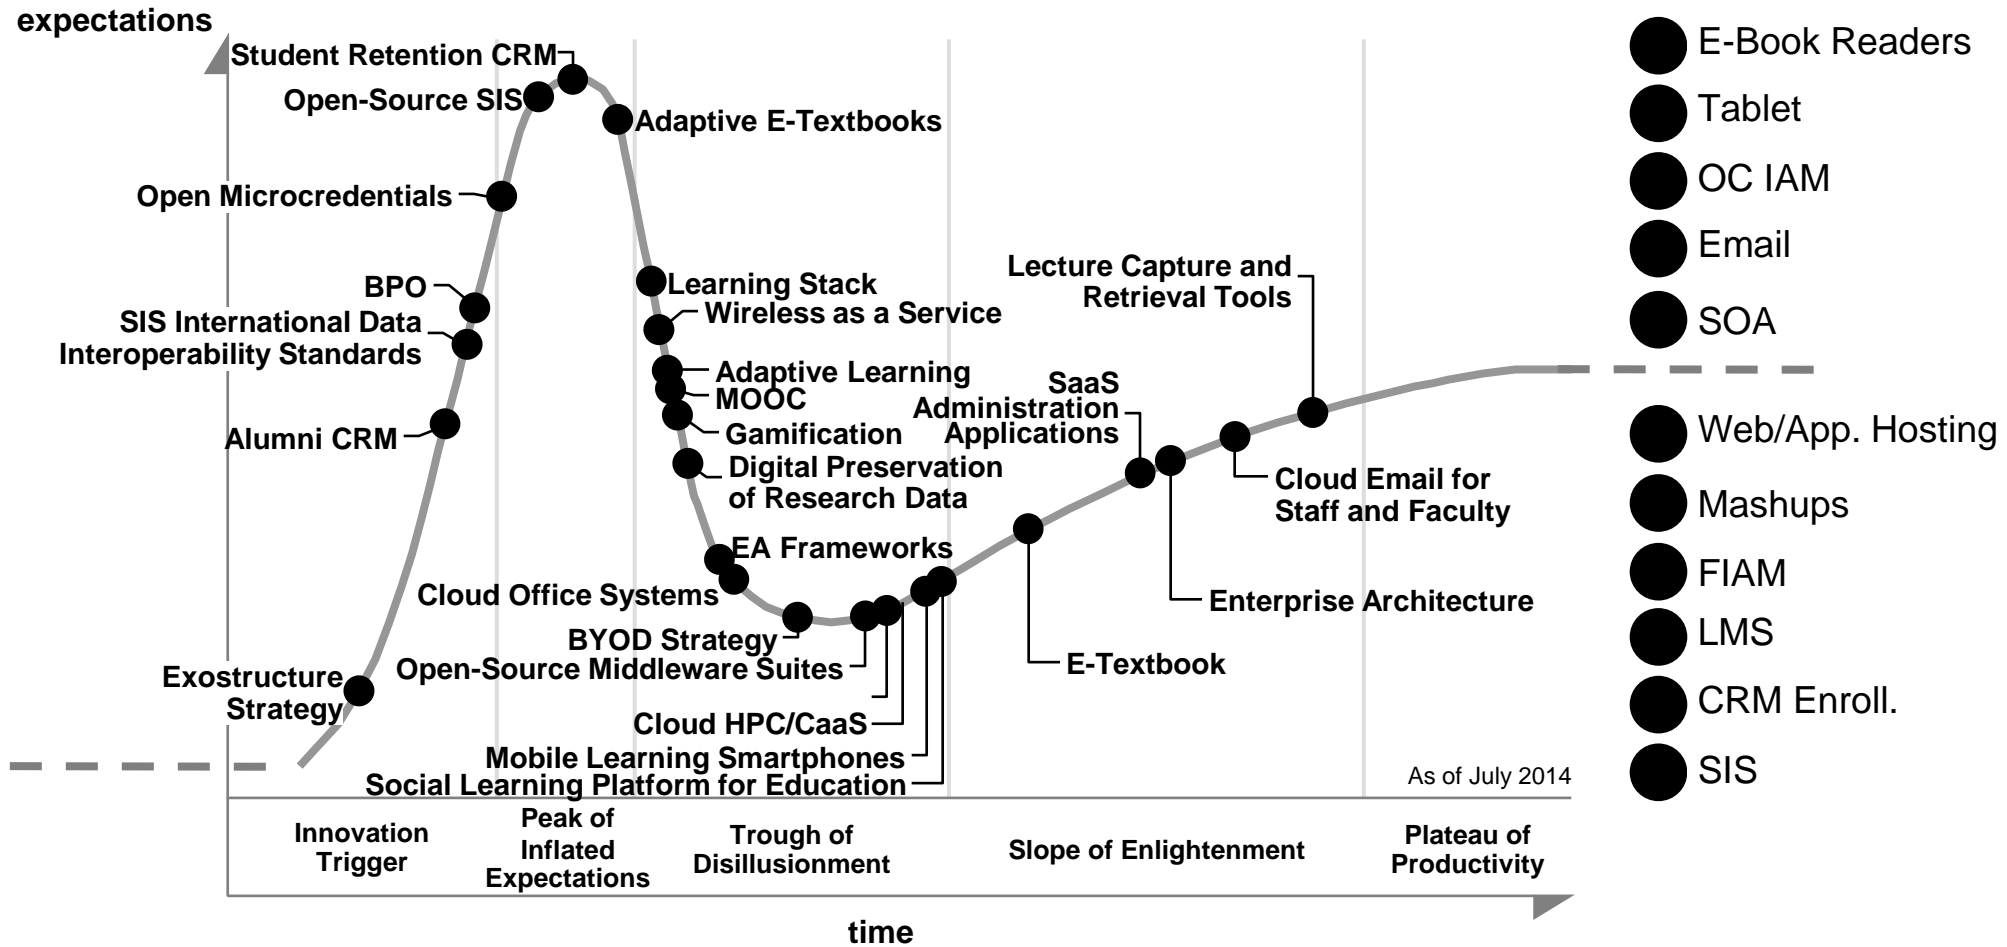 expectations
Student Retention CRM
Open-Source SIS
Adaptive E-Textbooks
Open Microcredentials
BPO
SIS International Data
Interoperability Standards
Alumni CRM
Exostructure
Strategy
Learning Stack
Wireless as a Service
Adaptive Learning
MOOC
Gamification
Digital Preservation
of Research Data
EA Frameworks
Cloud Office Systems
BYOD Strategy
Open-Source Middleware Suites
Cloud HPC/CaaS
Mobile Learning Smartphones
Social Learning Platform for Education
Lecture Capture and
Retrieval Tools
SaaS
Administration
Applications
Cloud Email for
Staff and Faculty
Enterprise Architecture
E-Textbook
As of July 2014
Innovation
Trigger
Peak of
Inflated
Expectations
Trough of
Disillusionment
Slope of Enlightenment
Plateau of
Productivity
time
E-Book Readers
Tablet
OC IAM
Email
SOA
Web/App. Hosting
Mashups
FIAM
LMS
CRM Enroll.
SIS